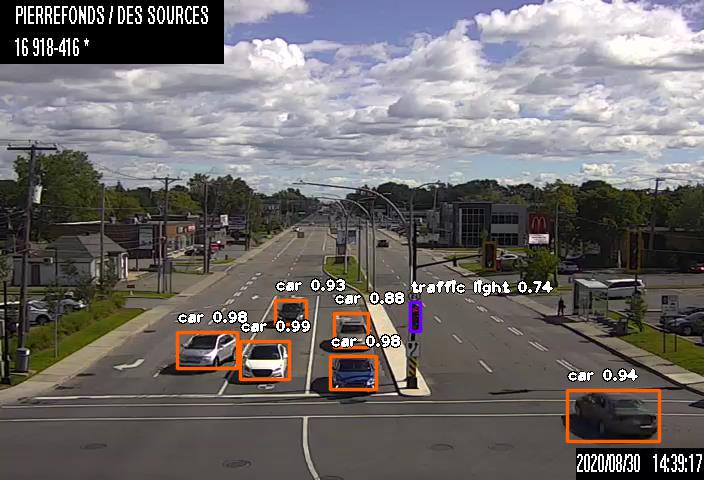 PIERREFONDS / DES SOURCES
16 918-416 *
car 0.93
car 0.88
traffic light 0.74
car 0.98
car 0.99
car 0.98
car 0.94
2020/08/30 14:39:17